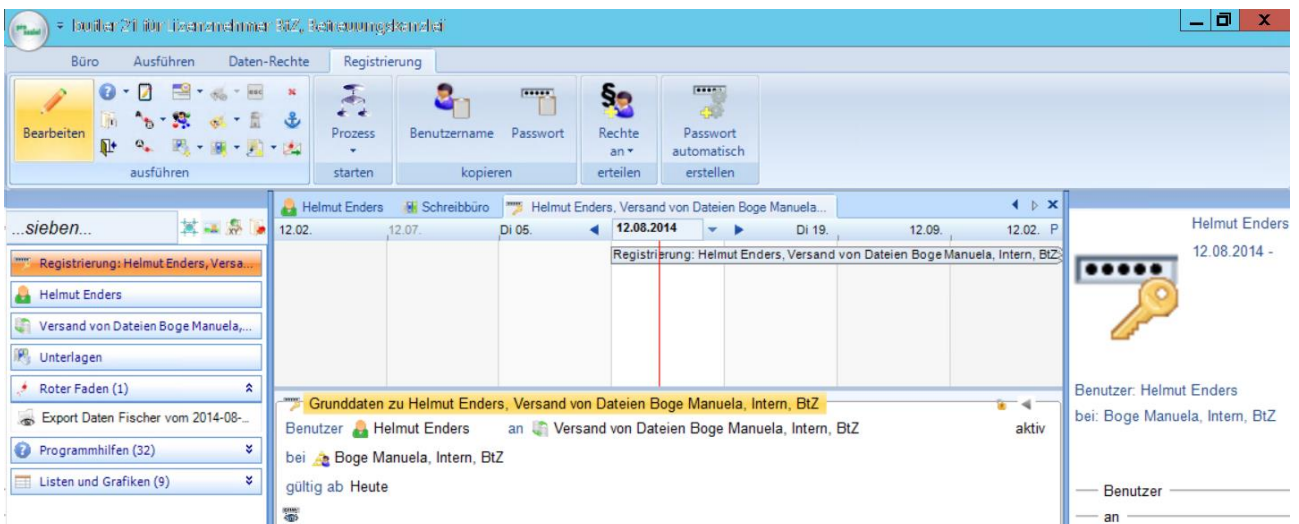 butler 21 für Lizenznehmer BtZ, Betreuungskanzlei
Büro Ausführen Daten-Rechte Registrierung
Bearbeiten
Prozess
Benutzername Passwort
Rechte an
Passwort automatisch
ausführen starten kopieren erteilen erstellen
...sieben...
Registrierung: Helmut Enders, Versa...
Helmut Enders
Versand von Dateien Boge Manuela,...
Unterlagen
Roter Faden (1)
Export Daten Fischer vom 2014-08-...
Programmhilfen (32)
Listen und Grafiken (9)
Helmut Enders Schreibbüro Helmut Enders, Versand von Dateien Boge Manuela...
12.02. 12.07. Di 05. 12.08.2014 Di 19. 12.09. 12.02. P
Registrierung: Helmut Enders, Versand von Dateien Boge Manuela, Intern, BtZ
Grunddaten zu Helmut Enders, Versand von Dateien Boge Manuela, Intern, BtZ
Benutzer Helmut Enders an Versand von Dateien Boge Manuela, Intern, BtZ aktiv
bei Boge Manuela, Intern, BtZ
gültig ab Heute
Helmut Enders
12.08.2014 -
Benutzer: Helmut Enders
bei: Boge Manuela, Intern, BtZ
Benutzer
an